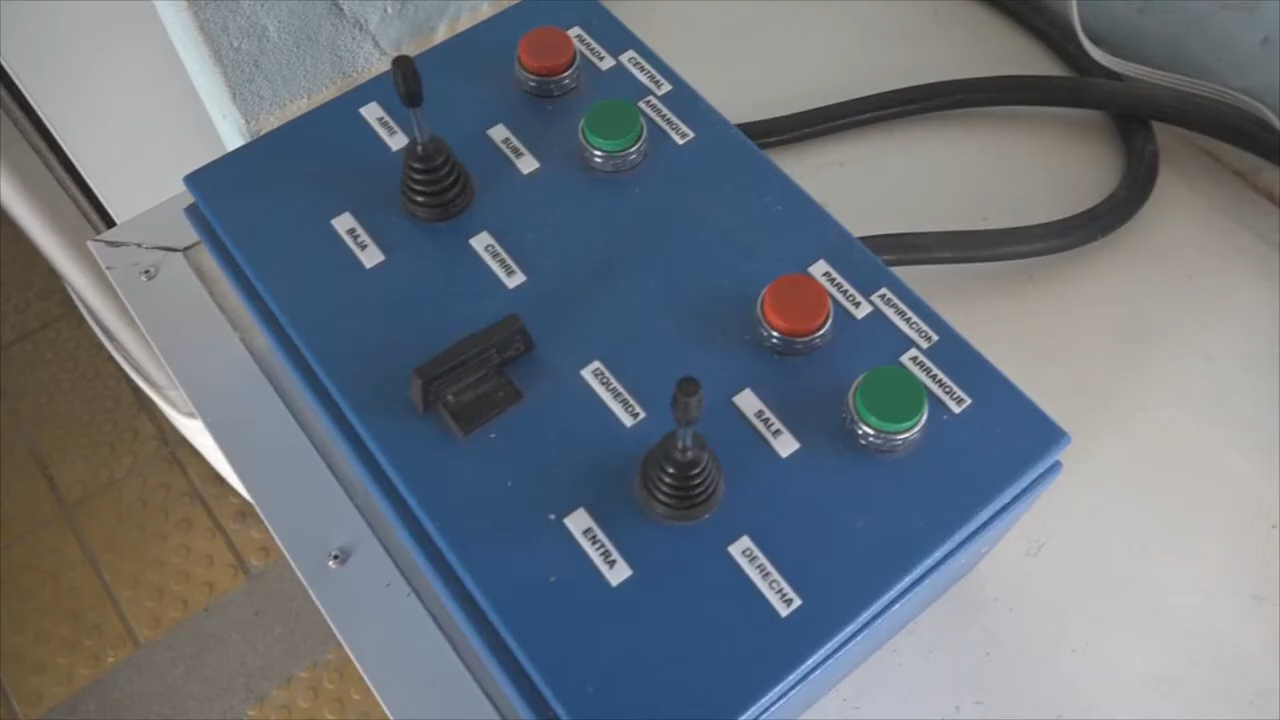 PARADA
CENTRAL
ARRANQUE
ABRE
SUBE
BAJA
CIERRE
PARADA
ASPIRACION
ARRANQUE
IZQUIERDA
SALE
ENTRA
DERECHA